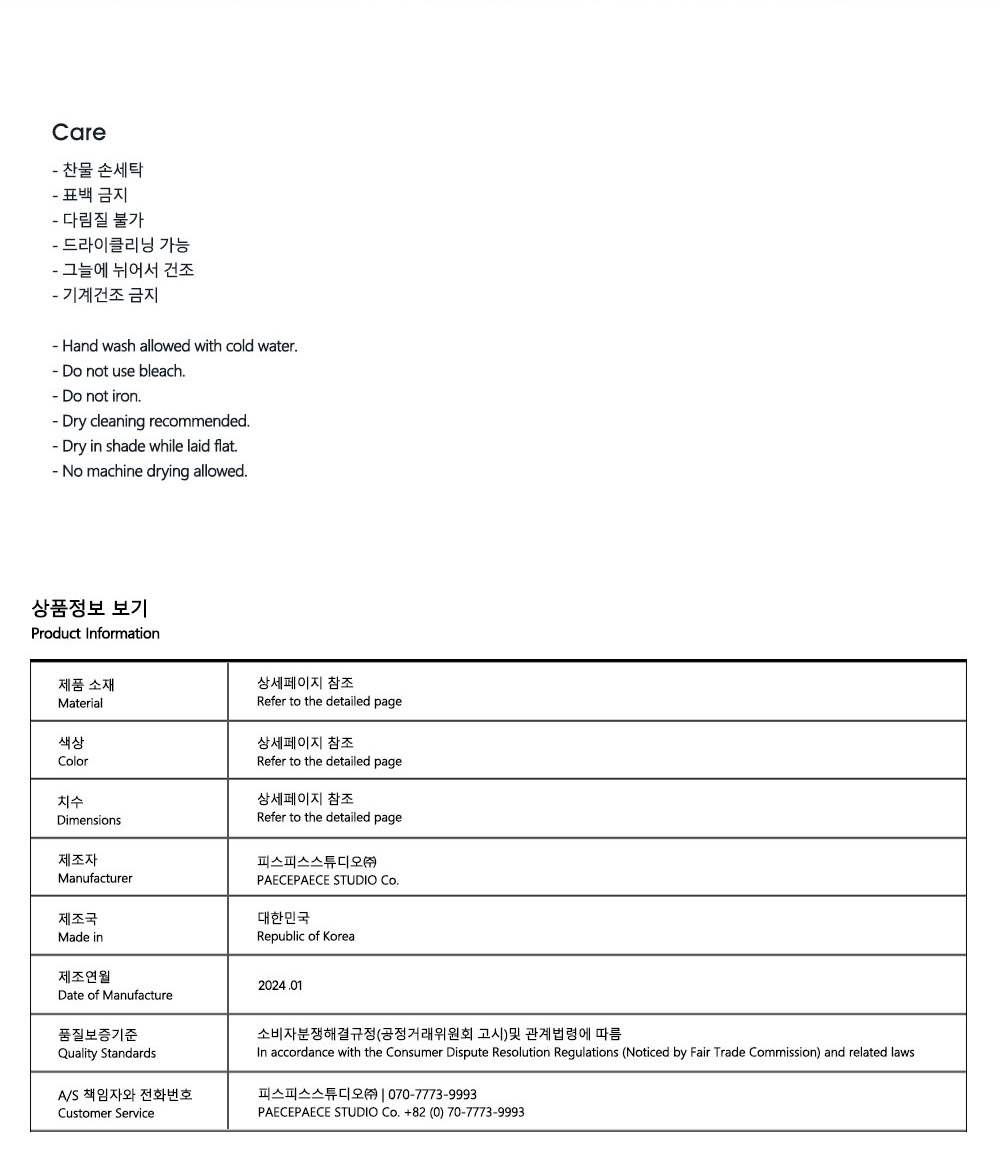 Care
- 찬물 손세탁
- 표백 금지
- 다림질 불가
- 드라이클리닝 가능
- 그늘에 뉘어서 건조
- 기계건조 금지
- Hand wash allowed with cold water.
- Do not use bleach.
- Do not iron.
- Dry cleaning recommended.
- Dry in shade while laid flat.
- No machine drying allowed.
상품정보 보기
Product Information
제품 소재
Material
상세페이지 참조
Refer to the detailed page
색상
Color
상세페이지 참조
Refer to the detailed page
치수
Dimensions
상세페이지 참조
Refer to the detailed page
제조자
Manufacturer
피스피스스튜디오㈜
PAECEPAECE STUDIO Co.
제조국
Made in
대한민국
Republic of Korea
제조연월
Date of Manufacture
2024 .01
품질보증기준
Quality Standards
소비자분쟁해결규정(공정거래위원회 고시)및 관계법령에 따름
In accordance with the Consumer Dispute Resolution Regulations (Noticed by Fair Trade Commission) and related laws
A/S 책임자와 전화번호
Customer Service
피스피스스튜디오㈜ | 070-7773-9993
PAECEPAECE STUDIO Co. +82 (0) 70-7773-9993